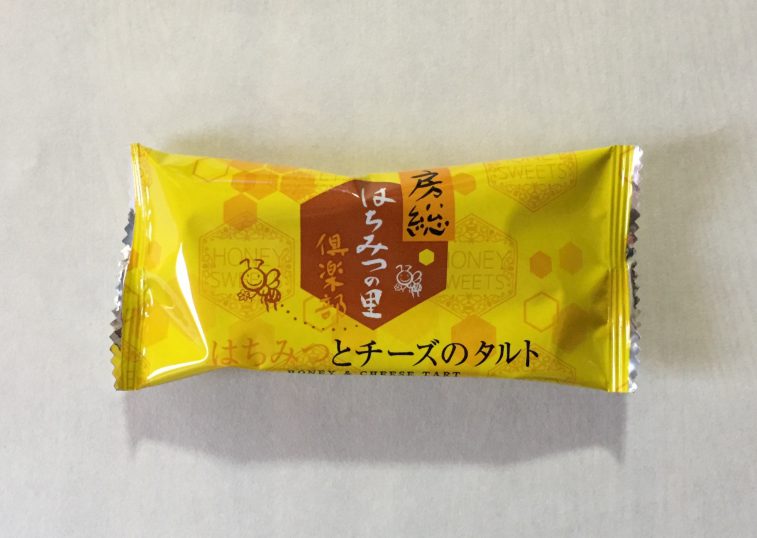 房総
はちみつの里
倶楽部
はちみつとチーズのタルト
HONEY & CHEESE TART
HONEY
SWEETS
HONEY
SWEETS
SWEETS